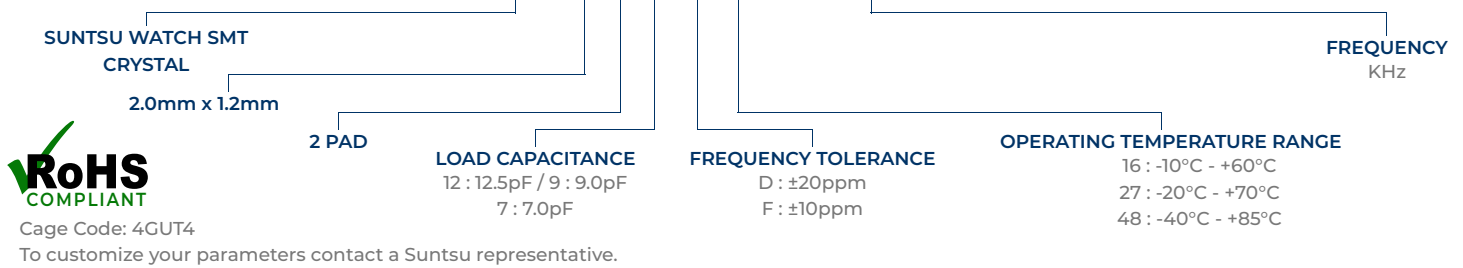 SUNTSU WATCH SMT
CRYSTAL
FREQUENCY
KHz
2.0mm x 1.2mm
2 PAD
LOAD CAPACITANCE
12 : 12.5pF / 9 : 9.0pF
7 : 7.0pF
FREQUENCY TOLERANCE
D : ±20ppm
F : ±10ppm
OPERATING TEMPERATURE RANGE
16 : -10°C - +60°C
27 : -20°C - +70°C
48 : -40°C - +85°C
RoHS
COMPLIANT
Cage Code: 4GUT4
To customize your parameters contact a Suntsu representative.